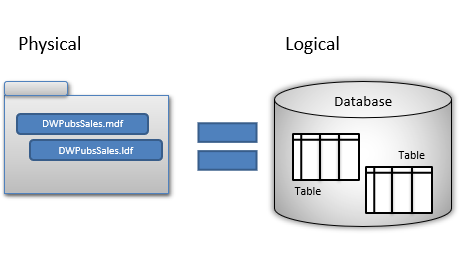 Physical
Logical
DWPubsSales.mdf
DWPubsSales.ldf
Database
Table
Table